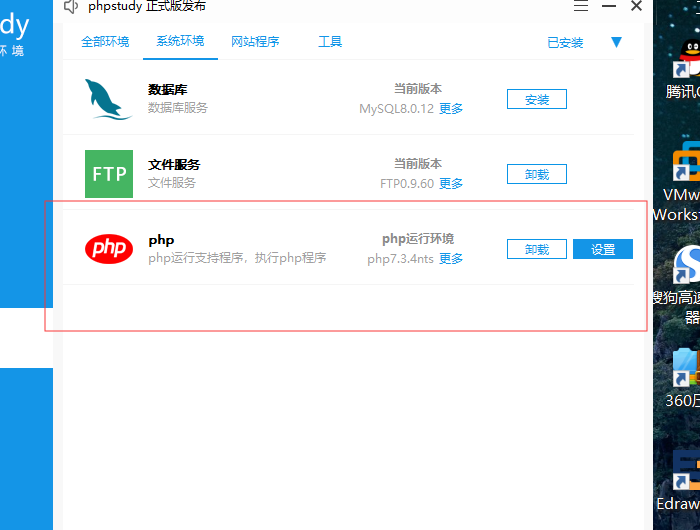 dy
phpstudy 正式版发布
环 境
全部环境 系统环境 网站程序 工具 已安装
数据库 当前版本
数据库服务 MySQL8.0.12 更多 安装
FTP 文件服务 当前版本
文件服务 FTP0.9.60 更多 卸载
php php php运行环境
php运行支持程序，执行php程序 php7.3.4nts 更多 卸载 设置
腾讯
VMw
Works
搜狗高
器
360压
Edraw